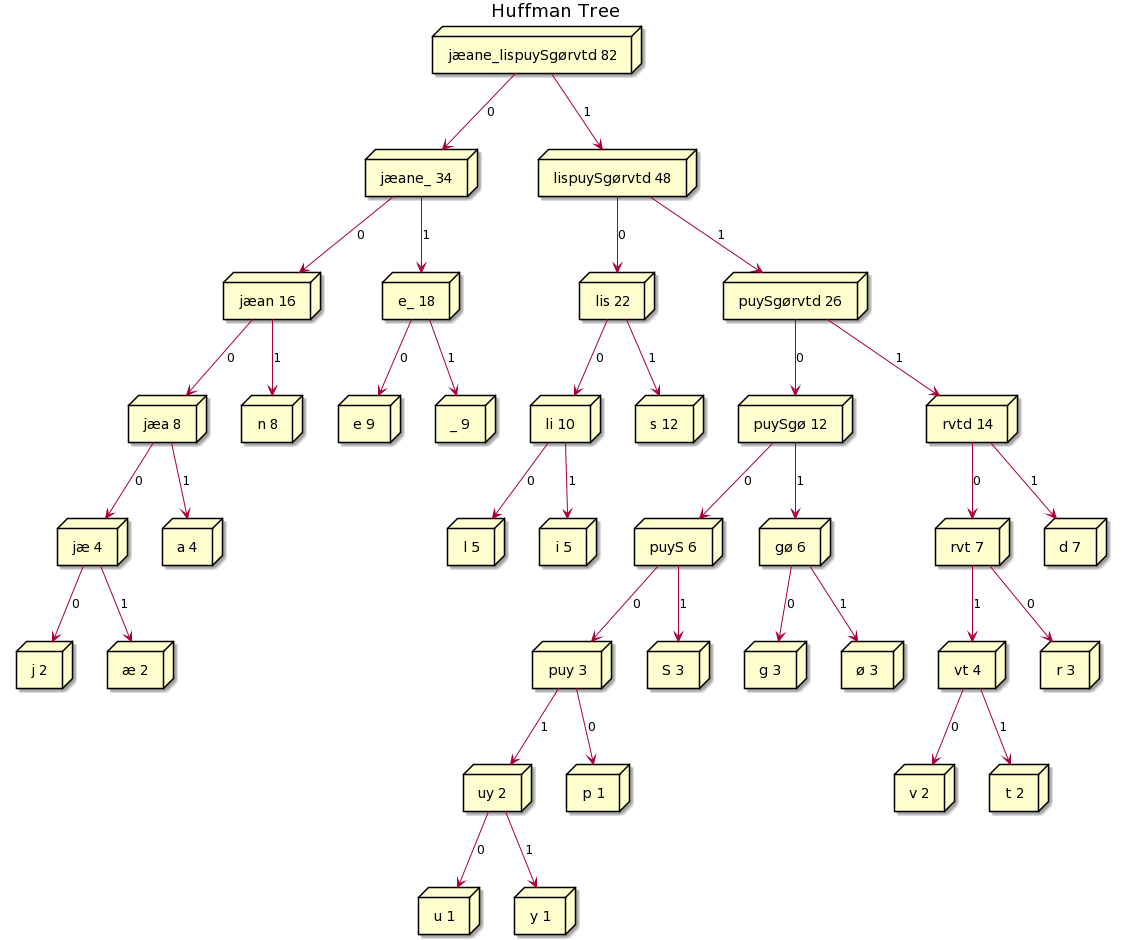 Huffman Tree
jæane_lispuySgørvtd 82
0 1
jæane_ 34 lispuySgørvtd 48
0 1 0 1
jæan 16 e_ 18 lis 22 puySgørvtd 26
0 1 0 1 0 1 0 1
jæa 8 n 8 e 9 _ 9 li 10 s 12 puySgø 12 rvtd 14
0 1 0 1 0 1 0 1
jæ 4 a 4 l 5 i 5 puyS 6 gø 6 rvt 7 d 7
0 1 0 1 0 1 1 0
j 2 æ 2 puy 3 S 3 g 3 ø 3 vt 4 r 3
1 0 0 1
uy 2 p 1 v 2 t 2
0 1
u 1 y 1